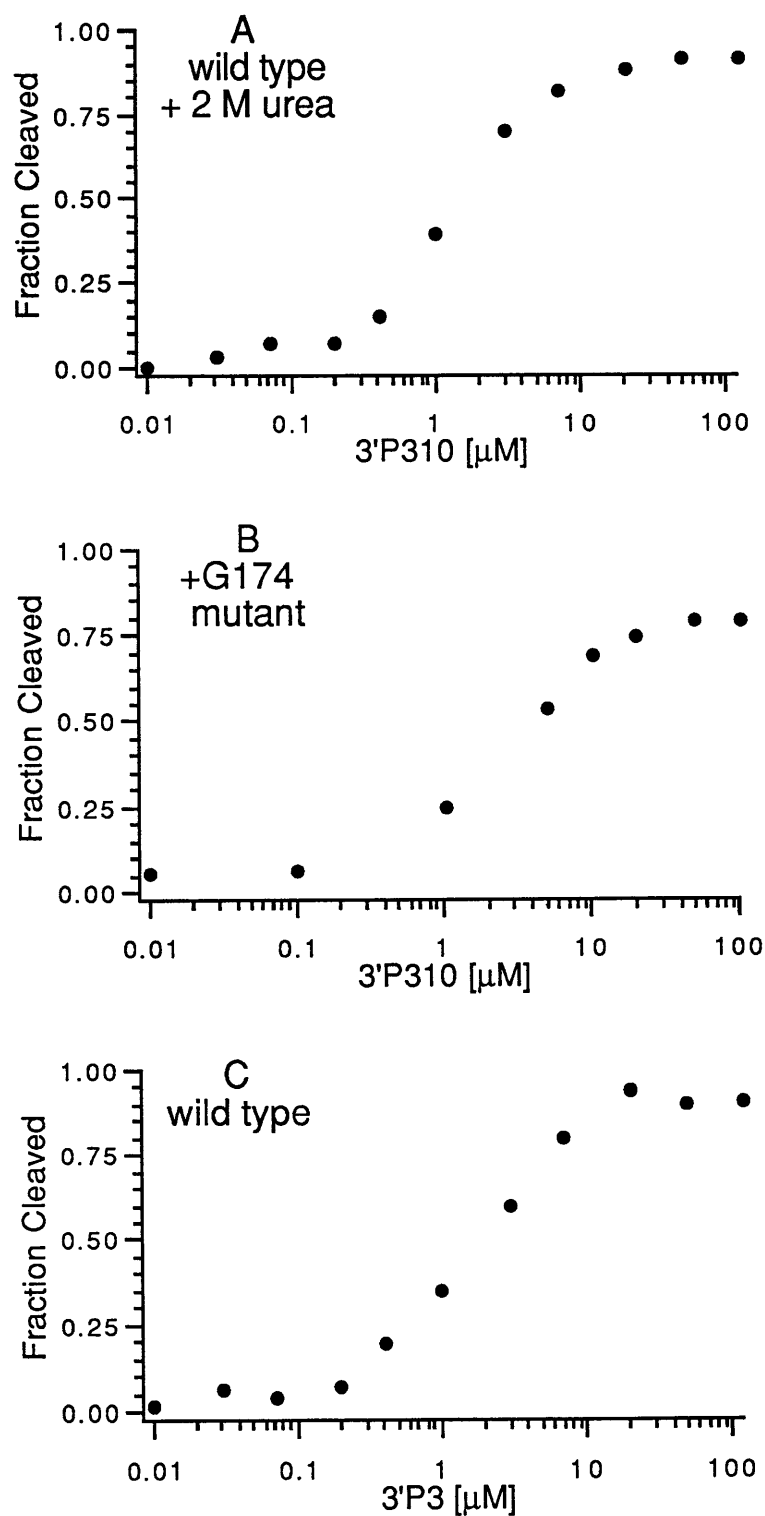 A
wild type
+ 2 M urea
Fraction Cleaved
1.00
0.75
0.50
0.25
0.00
0.01 0.1 1 10 100
3'P310 [µM]
B
+G174
mutant
Fraction Cleaved
1.00
0.75
0.50
0.25
0.00
0.01 0.1 1 10 100
3'P310 [µM]
C
wild type
Fraction Cleaved
1.00
0.75
0.50
0.25
0.00
0.01 0.1 1 10 100
3'P3 [µM]